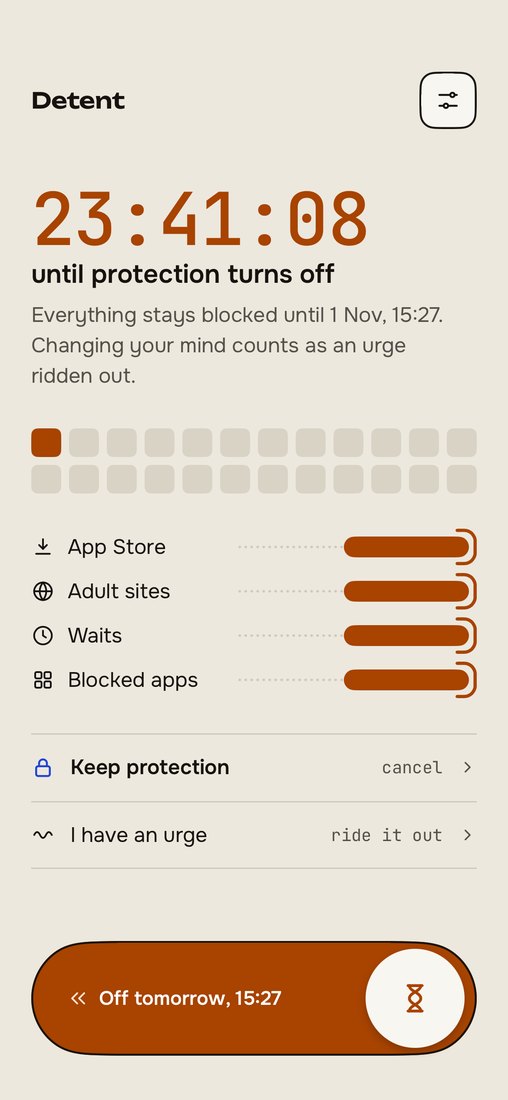 Detent
23:41:08
until protection turns off
Everything stays blocked until 1 Nov, 15:27.
Changing your mind counts as an urge
ridden out.
App Store
Adult sites
Waits
Blocked apps
Keep protection cancel
I have an urge ride it out
Off tomorrow, 15:27